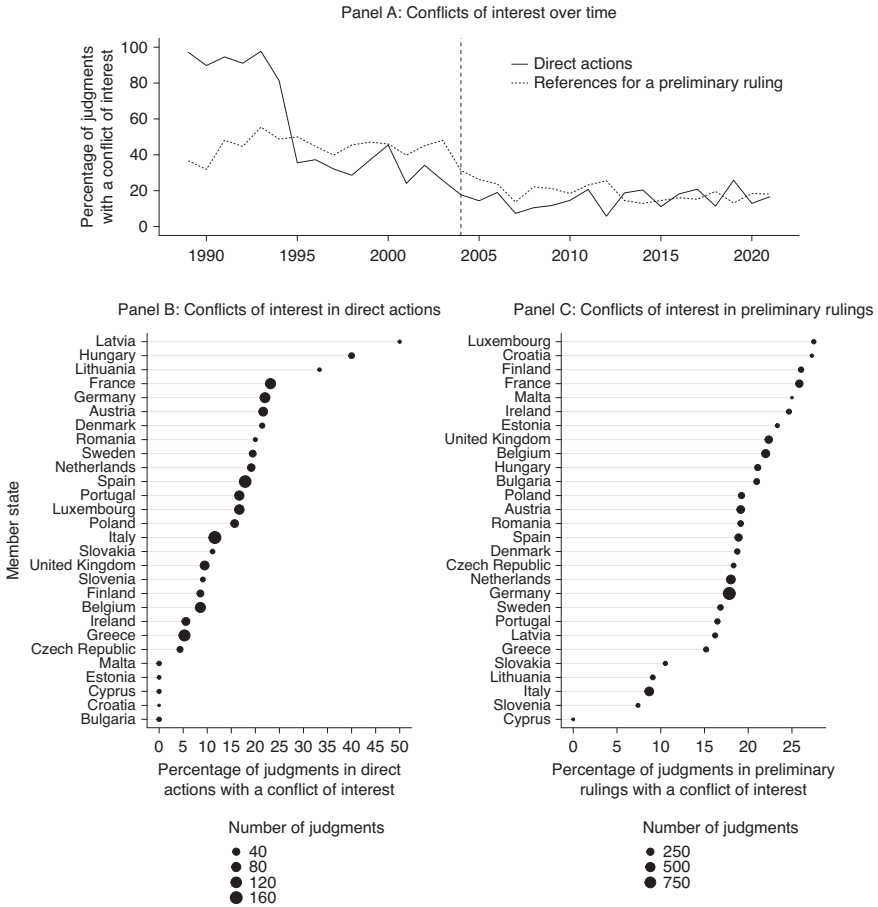 Panel A: Conflicts of interest over time
Percentage of judgments
with a conflict of interest
100
80
60
40
20
0
Direct actions
References for a preliminary ruling
1990
1995
2000
2005
2010
2015
2020
Panel B: Conflicts of interest in direct actions
Member state
Latvia
Hungary
Lithuania
France
Germany
Austria
Denmark
Romania
Sweden
Netherlands
Spain
Portugal
Luxembourg
Poland
Italy
Slovakia
United Kingdom
Slovenia
Finland
Belgium
Ireland
Greece
Czech Republic
Malta
Estonia
Cyprus
Croatia
Bulgaria
0 5 10 15 20 25 30 35 40 45 50
Percentage of judgments in direct
actions with a conflict of interest
Number of judgments
40
80
120
160
Panel C: Conflicts of interest in preliminary rulings
Luxembourg
Croatia
Finland
France
Malta
Ireland
Estonia
United Kingdom
Belgium
Hungary
Bulgaria
Poland
Austria
Romania
Spain
Denmark
Czech Republic
Netherlands
Germany
Sweden
Portugal
Latvia
Greece
Slovakia
Lithuania
Italy
Slovenia
Cyprus
0 5 10 15 20 25
Percentage of judgments in preliminary
rulings with a conflict of interest
Number of judgments
250
500
750